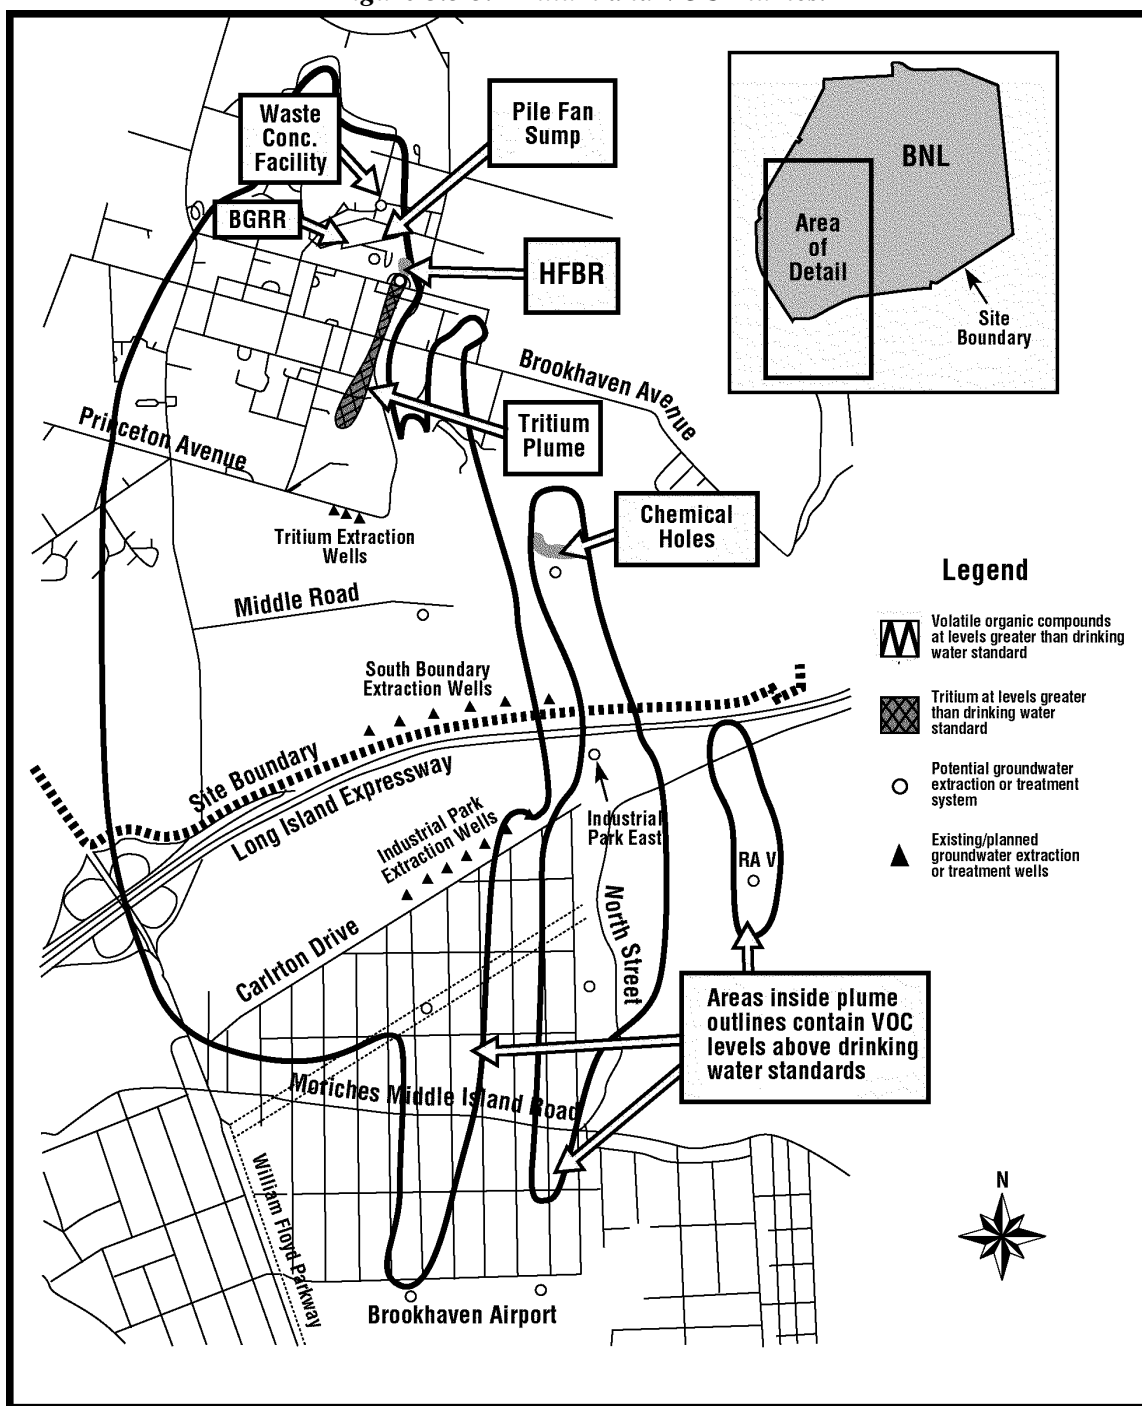 Waste
Conc.
Facility
Pile Fan
Sump
BGRR
HFBR
BNL
Area
of
Detail
Site
Boundary
Brookhaven Avenue
Tritium
Plume
Princeton Avenue
Chemical
Holes
Tritium Extraction
Wells
Middle Road
South Boundary
Extraction Wells
Site Boundary
Long Island Expressway
Industrial Park
Extraction Wells
Industrial
Park East
RA V
North Street
Carlrton Drive
Areas inside plume
outlines contain VOC
levels above drinking
water standards
Moriches Middle Island Road
William Floyd Parkway
Brookhaven Airport
Legend
Volatile organic compounds
at levels greater than drinking
water standard
Tritium at levels greater
than drinking water
standard
Potential groundwater
extraction or treatment
system
Existing/planned
groundwater extraction
or treatment wells
N